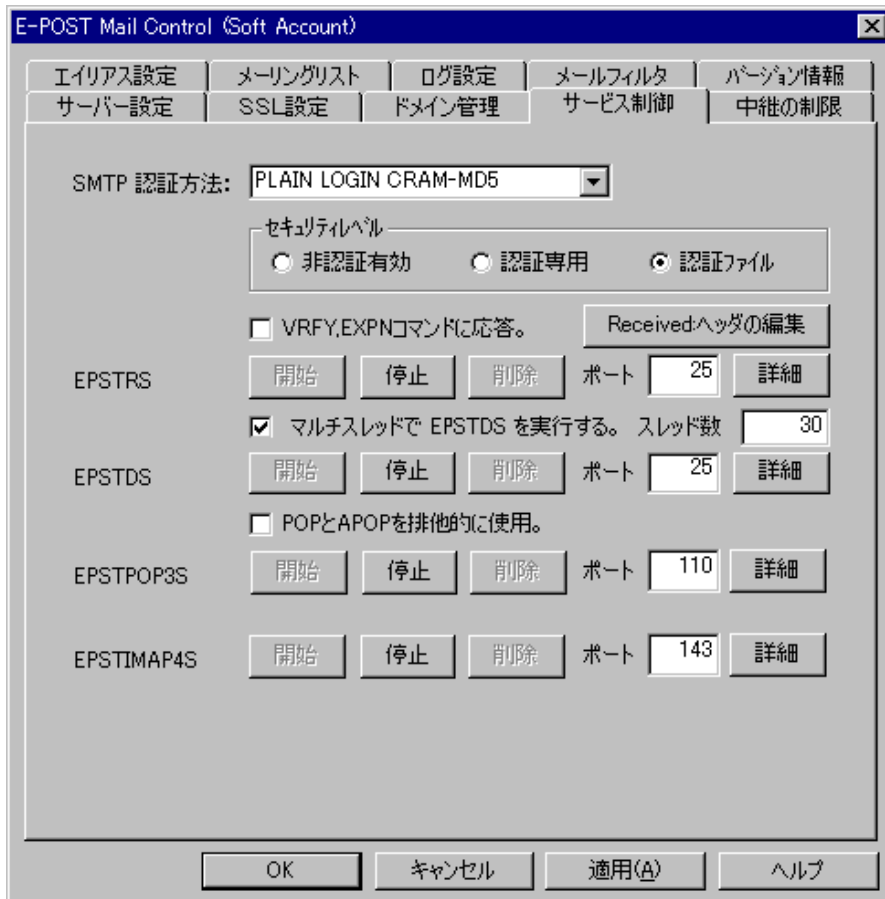 E-POST Mail Control (Soft Account)
エイリアス設定 メーリングリスト ログ設定 メールフィルタ バージョン情報
サーバー設定 SSL設定 ドメイン管理 サービス制御 中継の制限
SMTP 認証方法: PLAIN LOGIN CRAM-MD5
セキュリティレベル
非認証有効 認証専用 認証ファイル
VRFY,EXPNコマンドに応答。 Received:ヘッダの編集
EPSTRS 開始 停止 削除 ポート 25 詳細
マルチスレッドで EPSTDS を実行する。 スレッド数 30
EPSTDS 開始 停止 削除 ポート 25 詳細
POPとAPOPを排他的に使用。
EPSTPOP3S 開始 停止 削除 ポート 110 詳細
EPSTIMAP4S 開始 停止 削除 ポート 143 詳細
OK キャンセル 適用(A) ヘルプ